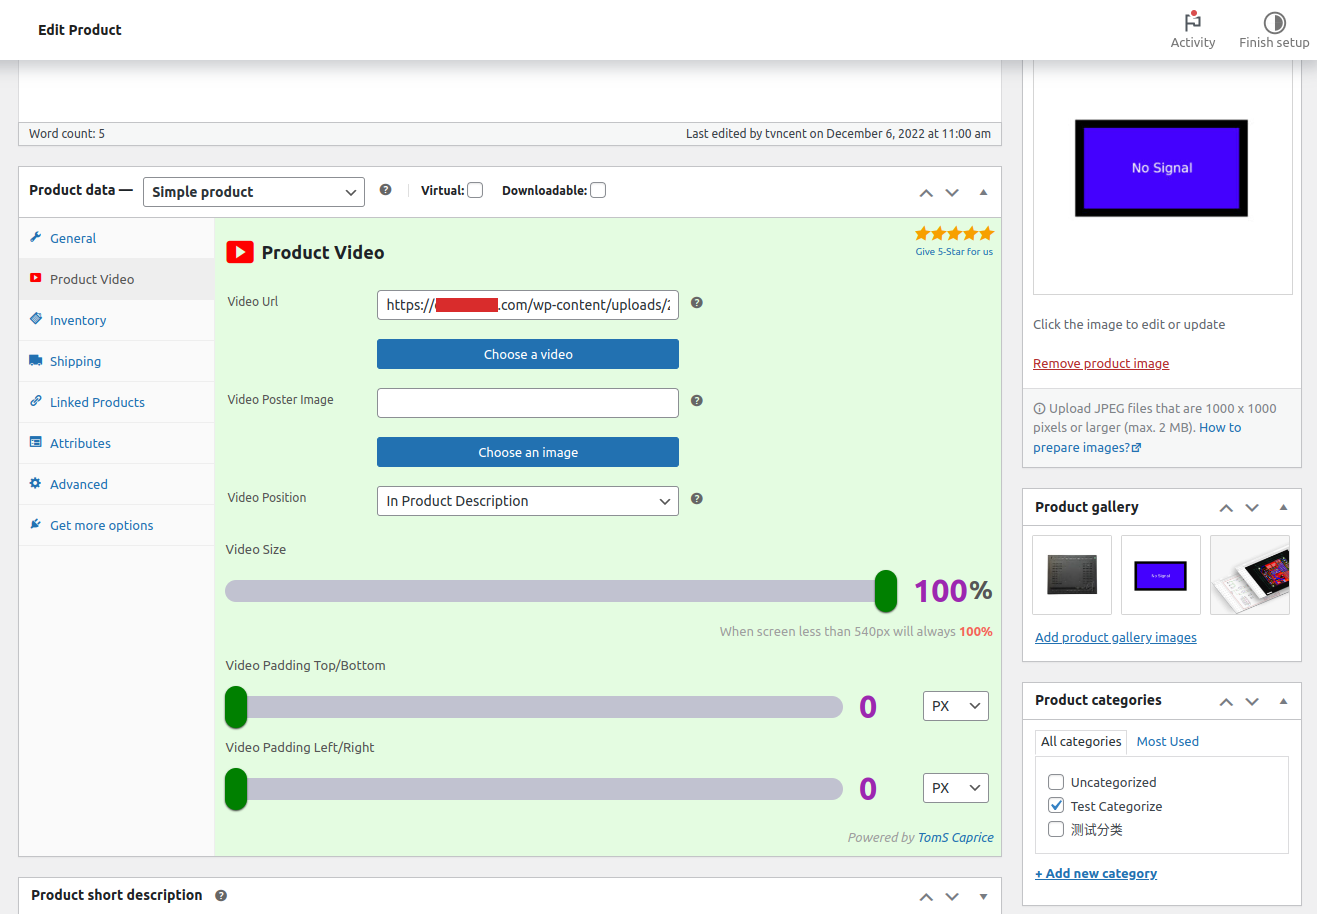 Edit Product
Activity
Finish setup
Word count: 5
Last edited by tvncent on December 6, 2022 at 11:00 am
Product data —
Simple product
Virtual:
Downloadable:
General
Product Video
Inventory
Shipping
Linked Products
Attributes
Advanced
Get more options
Product Video
Give 5-Star for us
Video Url
https://
.com/wp-content/uploads/
Choose a video
Video Poster Image
Choose an image
Video Position
In Product Description
Video Size
100%
When screen less than 540px will always 100%
Video Padding Top/Bottom
0
PX
Video Padding Left/Right
0
PX
Powered by TomS Caprice
Product short description
No Signal
Click the image to edit or update
Remove product image
Upload JPEG files that are 1000 x 1000
pixels or larger (max. 2 MB). How to
prepare images?
Product gallery
No Signal
Add product gallery images
Product categories
All categories
Most Used
Uncategorized
Test Categorize
测试分类
+ Add new category